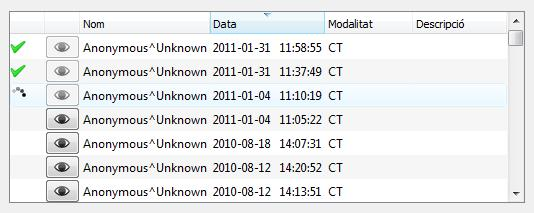 Nom Data Modalitat Descripció
Anonymous^Unknown 2011-01-31 11:58:55 CT
Anonymous^Unknown 2011-01-31 11:37:49 CT
Anonymous^Unknown 2011-01-04 11:10:19 CT
Anonymous^Unknown 2011-01-04 11:05:22 CT
Anonymous^Unknown 2010-08-18 14:07:31 CT
Anonymous^Unknown 2010-08-12 14:20:52 CT
Anonymous^Unknown 2010-08-12 14:13:51 CT